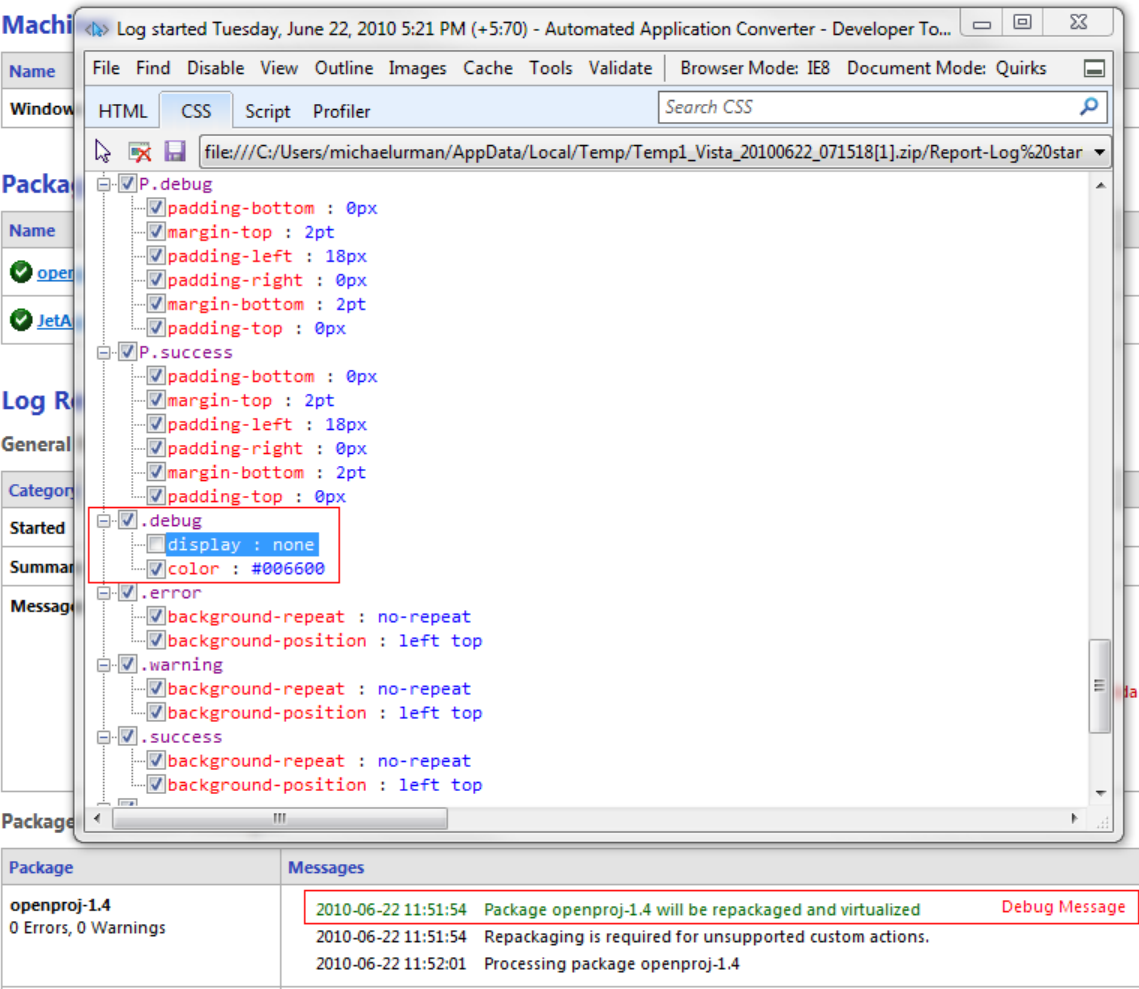 Machi
Log started Tuesday, June 22, 2010 5:21 PM (+5:70) - Automated Application Converter - Developer To...
Name
File Find Disable View Outline Images Cache Tools Validate Browser Mode: IE8 Document Mode: Quirks
Window
HTML CSS Script Profiler Search CSS
file:///C:/Users/michaelurman/AppData/Local/Temp/Temp1_Vista_20100622_071518[1].zip/Report-Log%20star
Packag
P.debug
padding-bottom : 0px
Name
margin-top : 2pt
padding-left : 18px
open
padding-right : 0px
margin-bottom : 2pt
JetA
padding-top : 0px
P.success
padding-bottom : 0px
Log Re
margin-top : 2pt
padding-left : 18px
General
padding-right : 0px
margin-bottom : 2pt
Category
padding-top : 0px
.debug
Started
display : none
Summar
color : #006600
.error
Message
background-repeat : no-repeat
background-position : left top
.warning
background-repeat : no-repeat
da
background-position : left top
.success
background-repeat : no-repeat
background-position : left top
Package
Package Messages
openproj-1.4
0 Errors, 0 Warnings
2010-06-22 11:51:54 Package openproj-1.4 will be repackaged and virtualized Debug Message
2010-06-22 11:51:54 Repackaging is required for unsupported custom actions.
2010-06-22 11:52:01 Processing package openproj-1.4